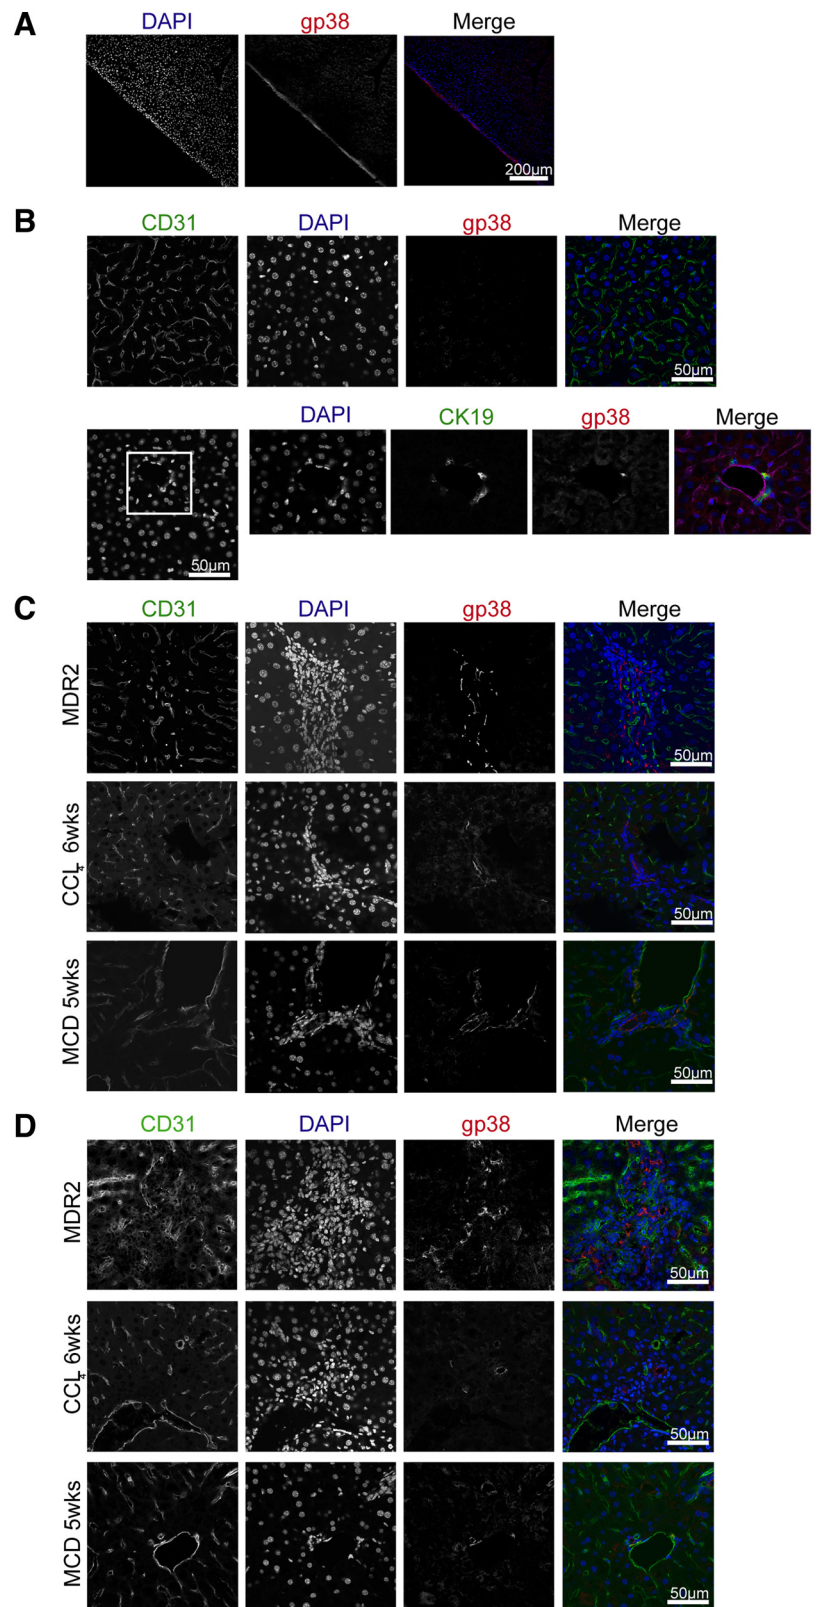 A
DAPI gp38 Merge
200μm
B
CD31 DAPI gp38 Merge
50μm
DAPI CK19 gp38 Merge
50μm
C
CD31 DAPI gp38 Merge
MDR2
50μm
CCL4 6wks
50μm
MCD 5wks
50μm
D
CD31 DAPI gp38 Merge
MDR2
50μm
CCL4 6wks
50μm
MCD 5wks
50μm